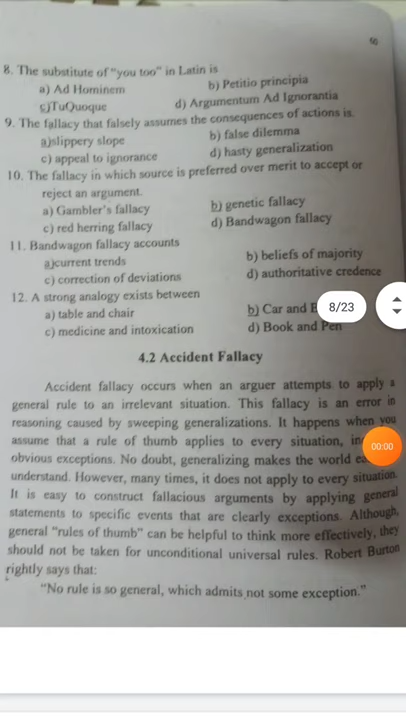 66
8. The substitute of "you too" in Latin is
a) Ad Hominem b) Petitio principia
c)TuQuoque d) Argumentum Ad Ignorantia
9. The fallacy that falsely assumes the consequences of actions is.
a)slippery slope b) false dilemma
c) appeal to ignorance d) hasty generalization
10. The fallacy in which source is preferred over merit to accept or
reject an argument.
a) Gambler's fallacy b) genetic fallacy
c) red herring fallacy d) Bandwagon fallacy
11. Bandwagon fallacy accounts
a)current trends b) beliefs of majority
c) correction of deviations d) authoritative credence
12. A strong analogy exists between
a) table and chair b) Car and
8/23
c) medicine and intoxication d) Book and Pen
4.2 Accident Fallacy
Accident fallacy occurs when an arguer attempts to apply a
general rule to an irrelevant situation. This fallacy is an error in
reasoning caused by sweeping generalizations. It happens when you
assume that a rule of thumb applies to every situation,
00:00
obvious exceptions. No doubt, generalizing makes the world
understand. However, many times, it does not apply to every situation.
It is easy to construct fallacious arguments by applying general
statements to specific events that are clearly exceptions. Although,
general "rules of thumb" can be helpful to think more effectively, they
should not be taken for unconditional universal rules. Robert Burton
rightly says that:
"No rule is so general, which admits not some exception."